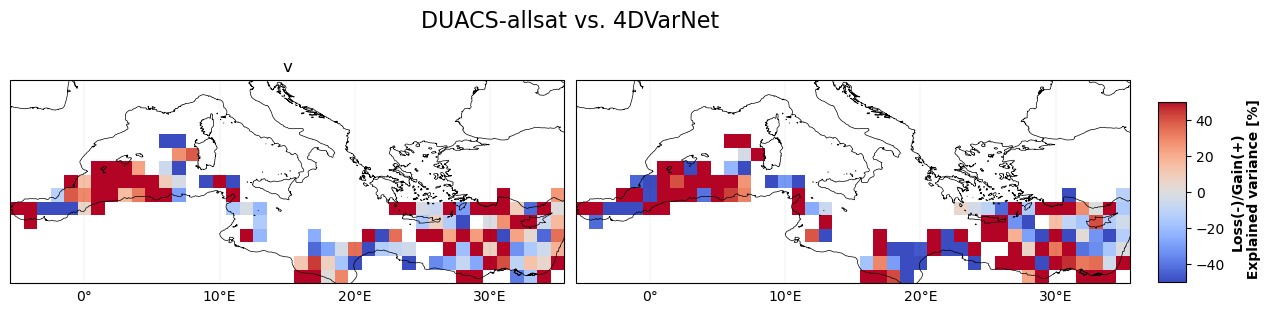 DUACS-allsat vs. 4DVarNet
v
0°
10°E
20°E
30°E
0°
10°E
20°E
30°E
40
20
0
−20
−40
Loss(-)/Gain(+)
Explained variance [%]